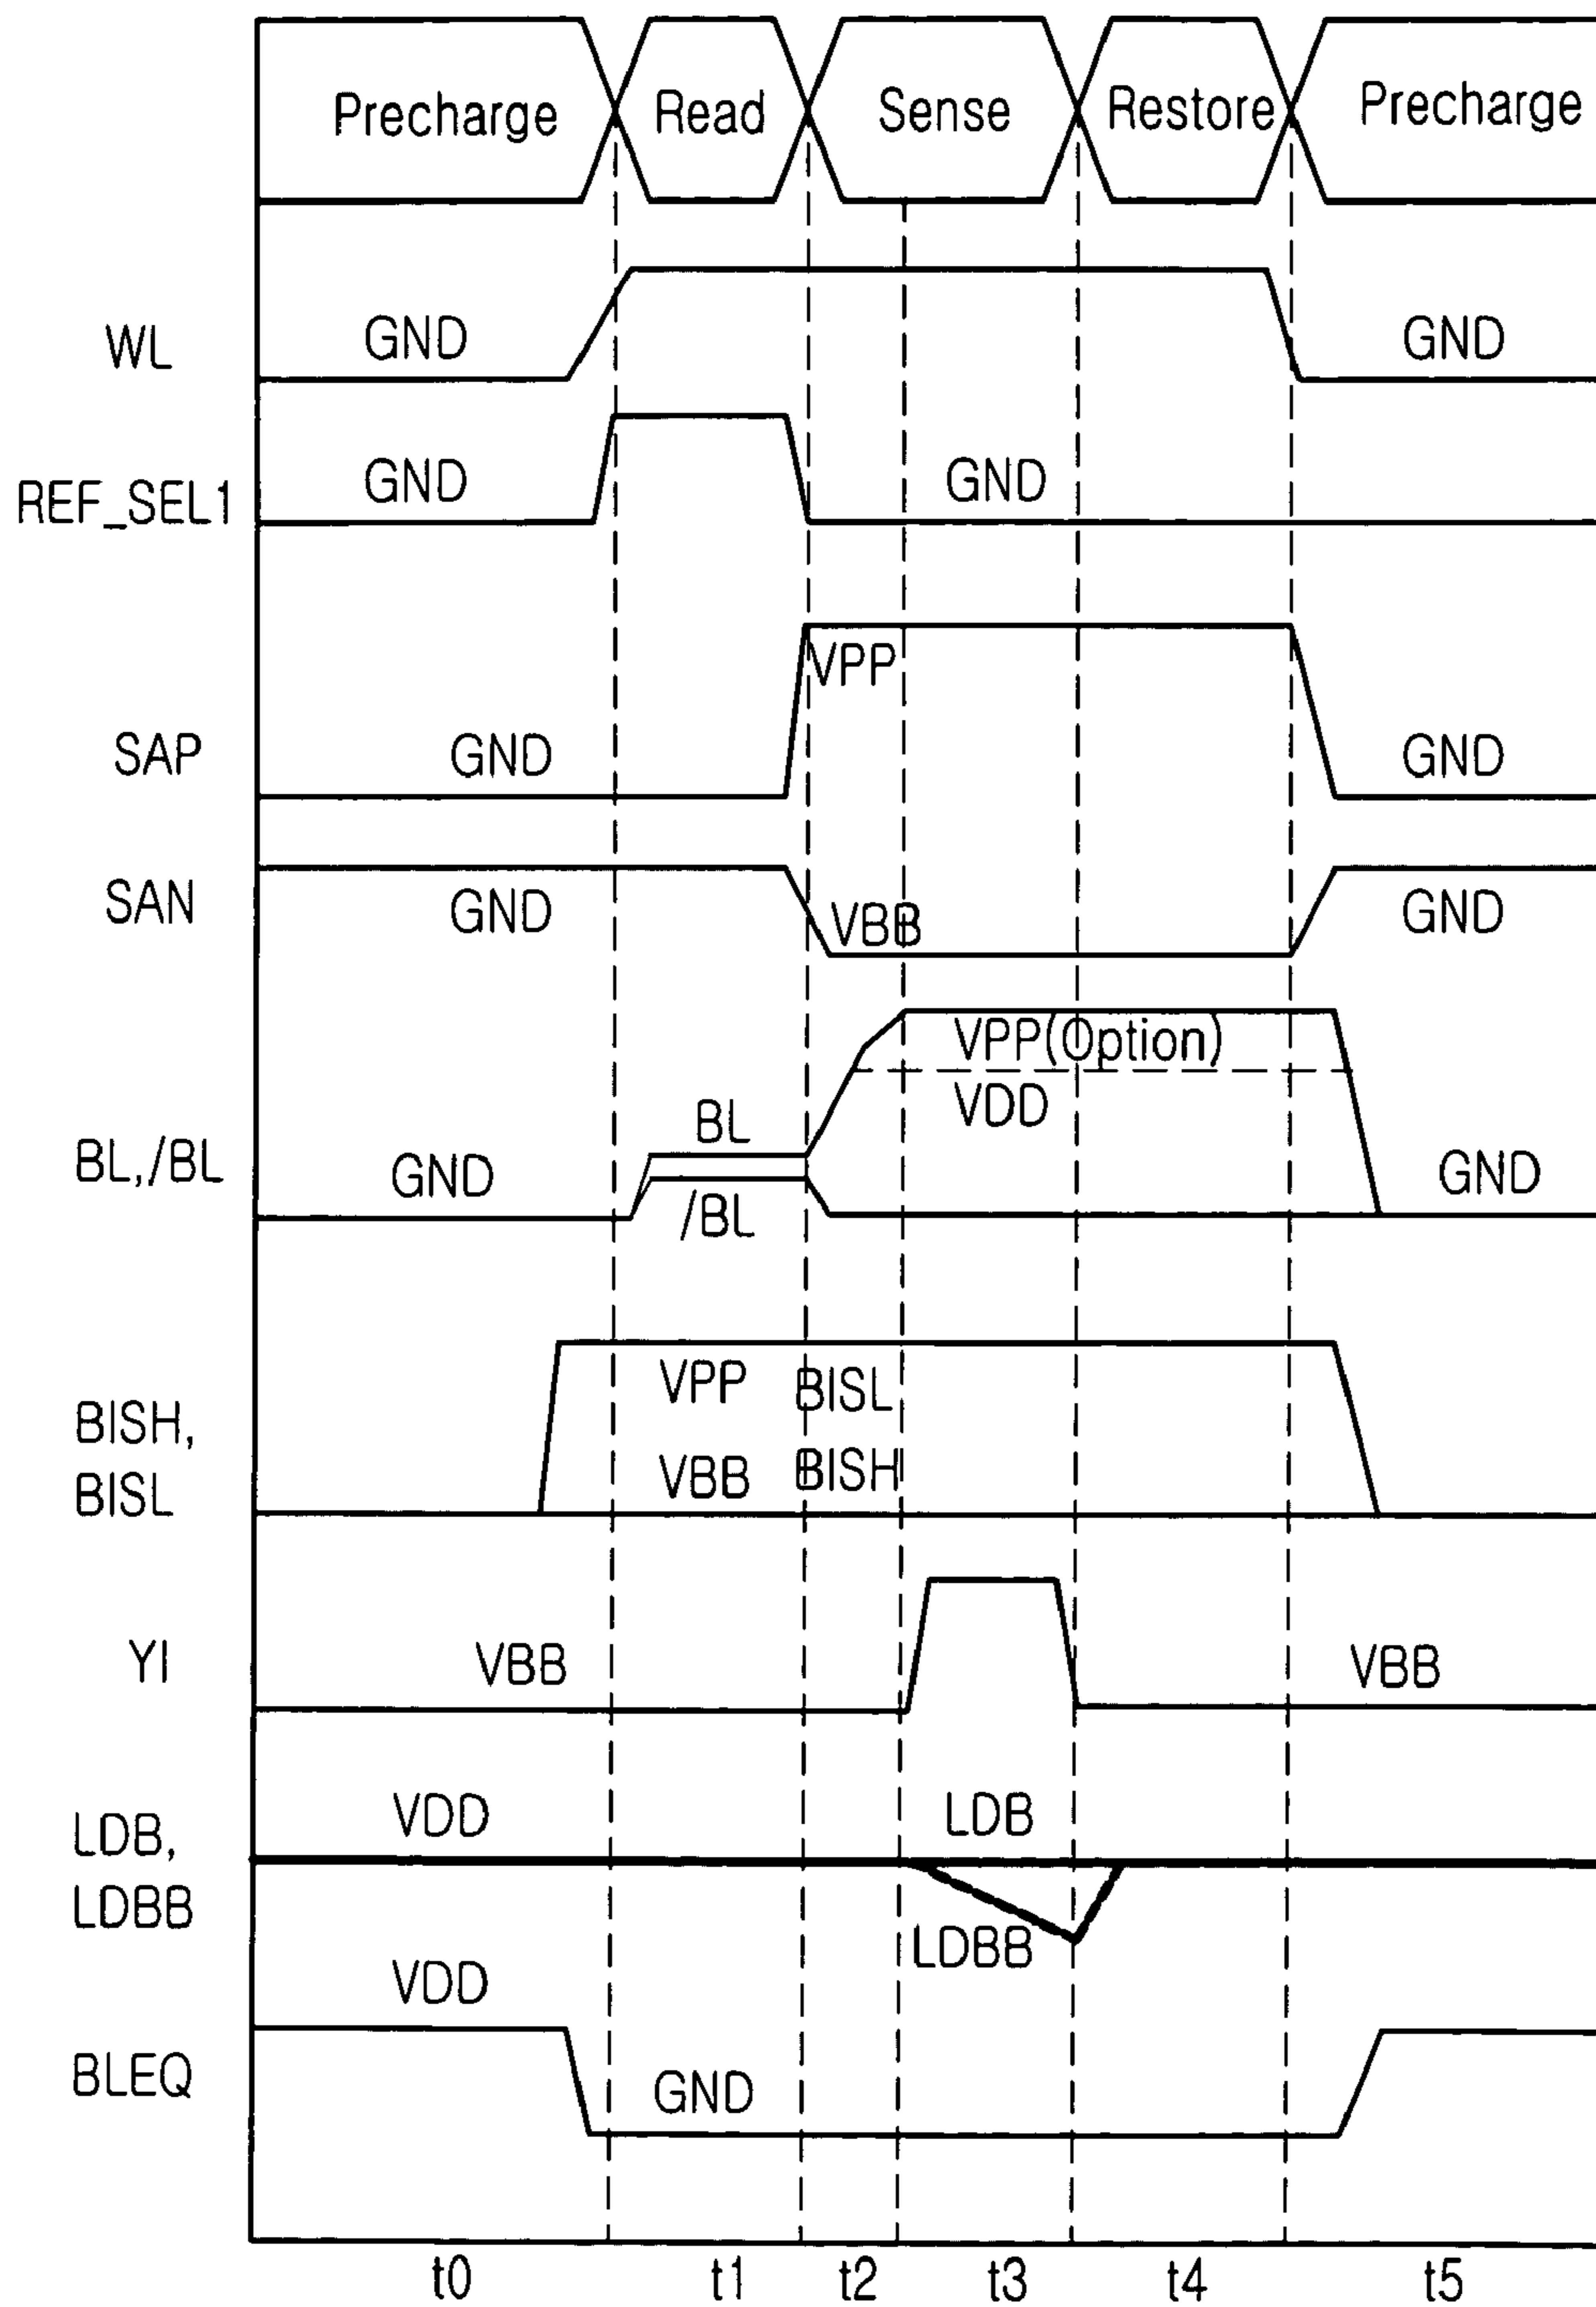 Precharge Read Sense Restore Precharge
WL GND GND
REF_SEL1 GND GND
VPP
SAP GND GND
SAN GND VBB GND
VPP(Option)
VDD
BL
BL,/BL GND GND
/BL
VPP BISL
BISH,
VBB BISH
BISL
YI VBB VBB
VDD LDB
LDB,
LDBB
LDBB
VDD
BLEQ GND
t0 t1 t2 t3 t4 t5